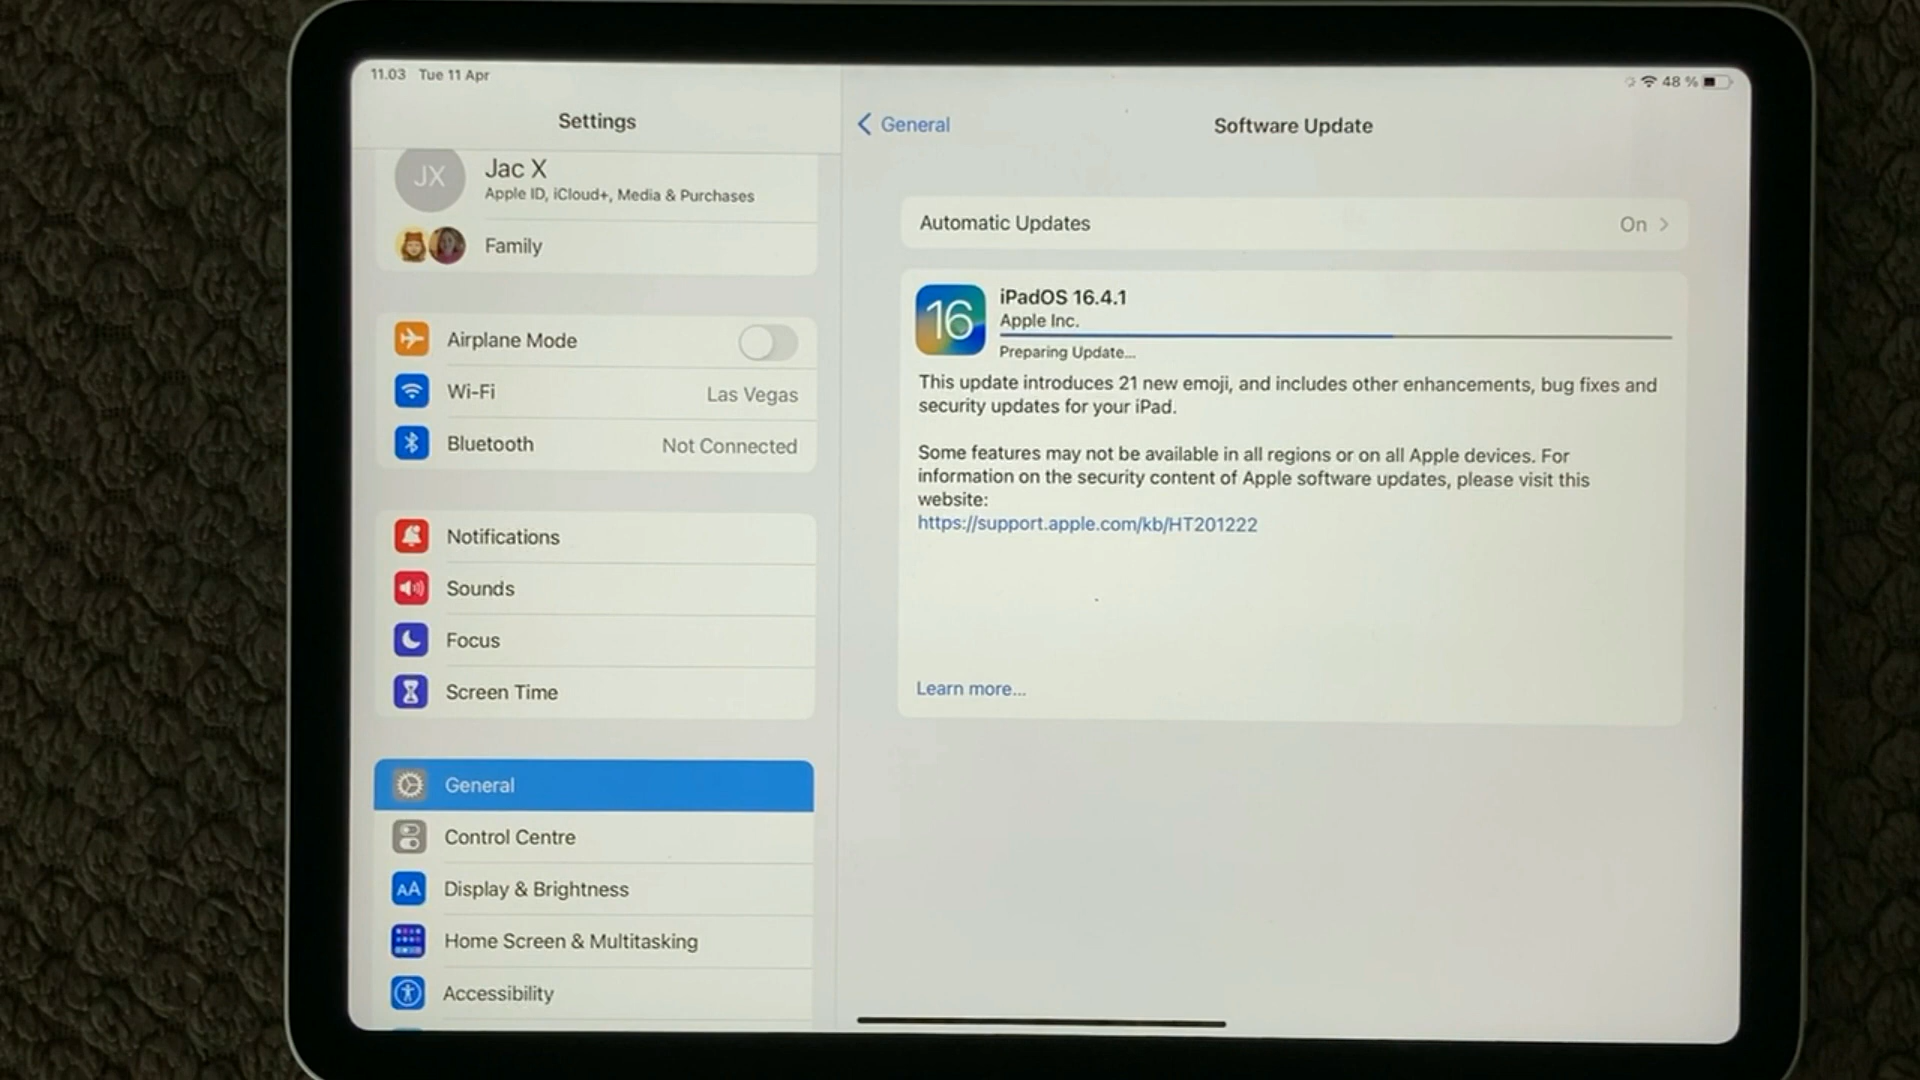 11.03 Tue 11 Apr
48 %
Settings
JX
Jac X
Apple ID, iCloud+, Media & Purchases
Family
Airplane Mode
Wi-Fi
Las Vegas
Bluetooth
Not Connected
Notifications
Sounds
Focus
Screen Time
General
Control Centre
AA
Display & Brightness
Home Screen & Multitasking
Accessibility
General
Software Update
Automatic Updates
On
16
iPadOS 16.4.1
Apple Inc.
Preparing Update...
This update introduces 21 new emoji, and includes other enhancements, bug fixes and
security updates for your iPad.
Some features may not be available in all regions or on all Apple devices. For
information on the security content of Apple software updates, please visit this
website:
https://support.apple.com/kb/HT201222
Learn more...